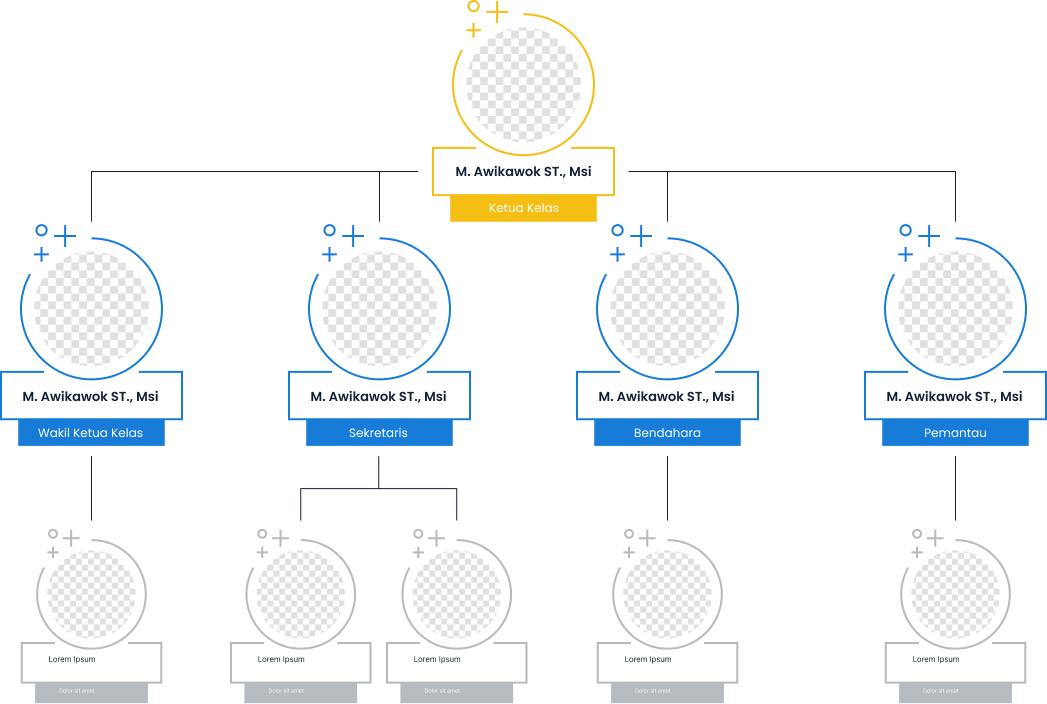 M. Awikawok ST., Msi
Ketua Kelas
M. Awikawok ST., Msi
Wakil Ketua Kelas
M. Awikawok ST., Msi
Sekretaris
M. Awikawok ST., Msi
Bendahara
M. Awikawok ST., Msi
Pemantau
Lorem Ipsum
Dolor sit amet
Lorem Ipsum
Dolor sit amet
Lorem Ipsum
Dolor sit amet
Lorem Ipsum
Dolor sit amet
Lorem Ipsum
Dolor sit amet